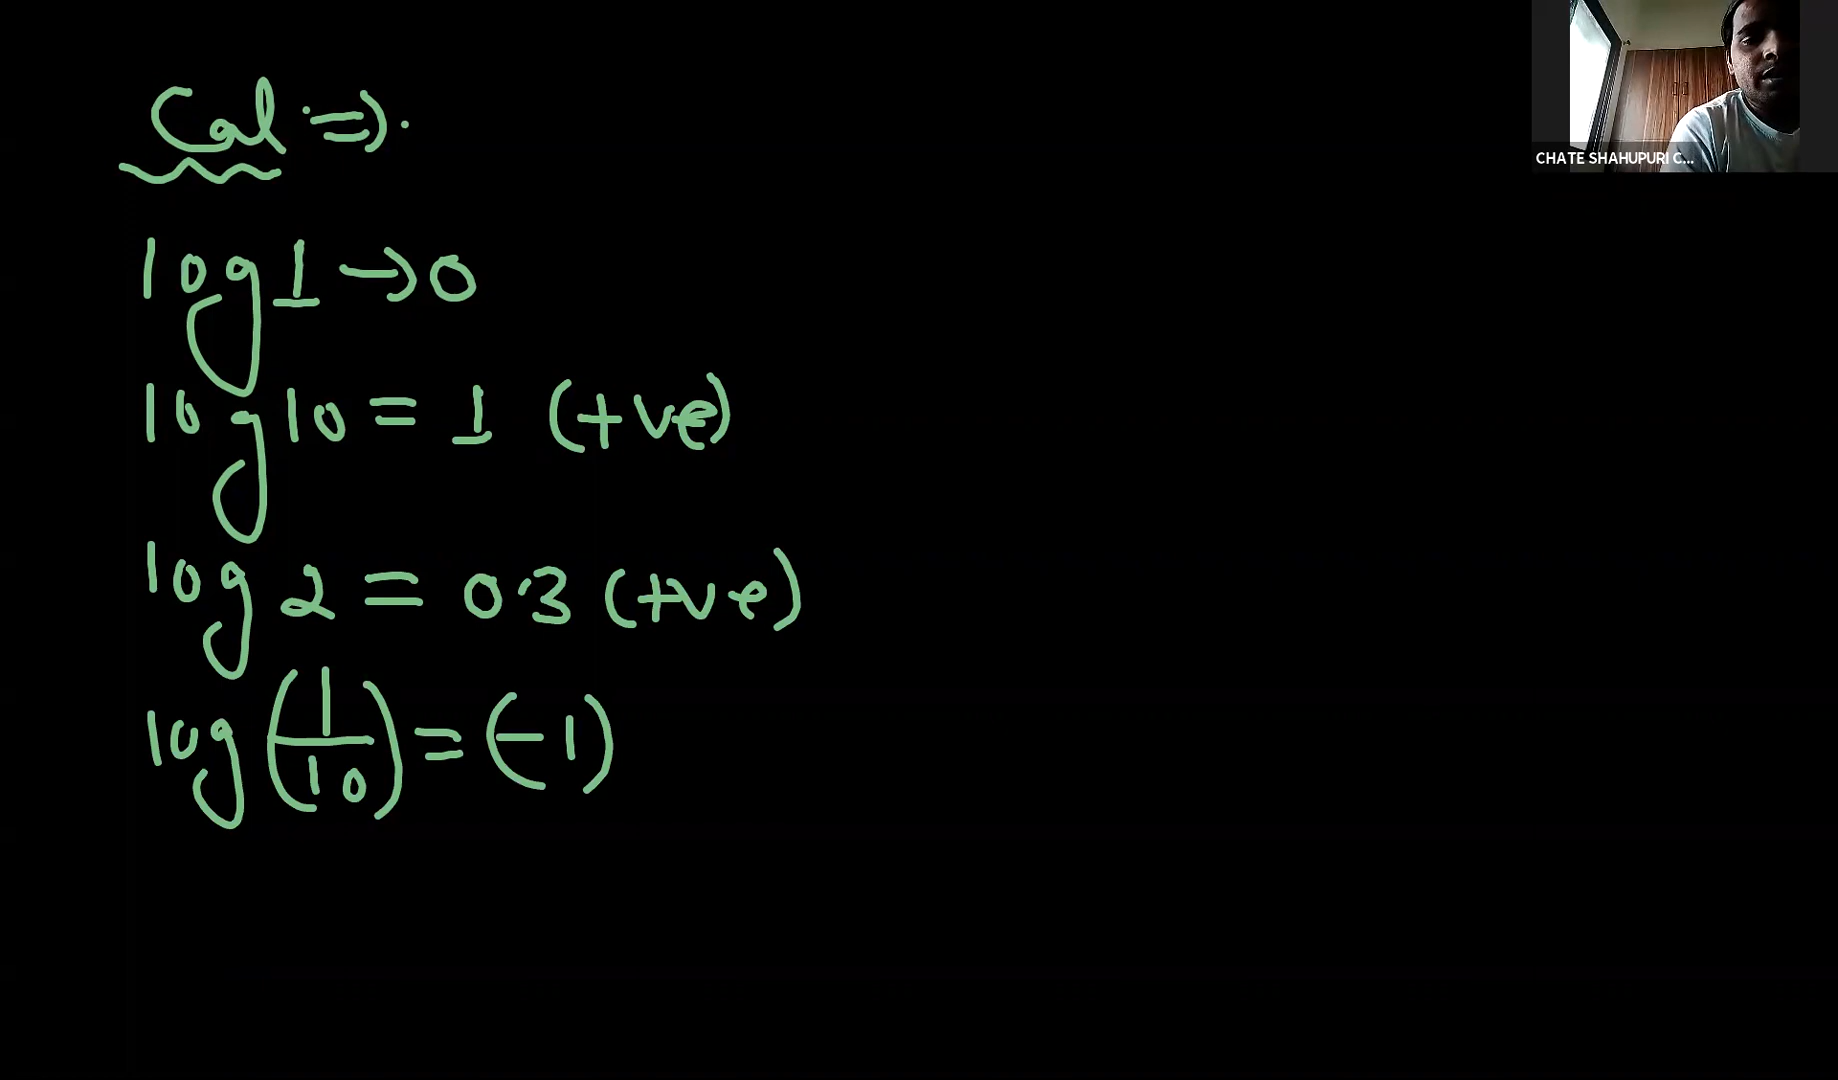 Cal ⇒
log 1 → 0
log 10 = 1 (+ve)
log 2 = 0.3 (+ve)
log (1/10) = (-1)
CHATE SHAHUPURI C...